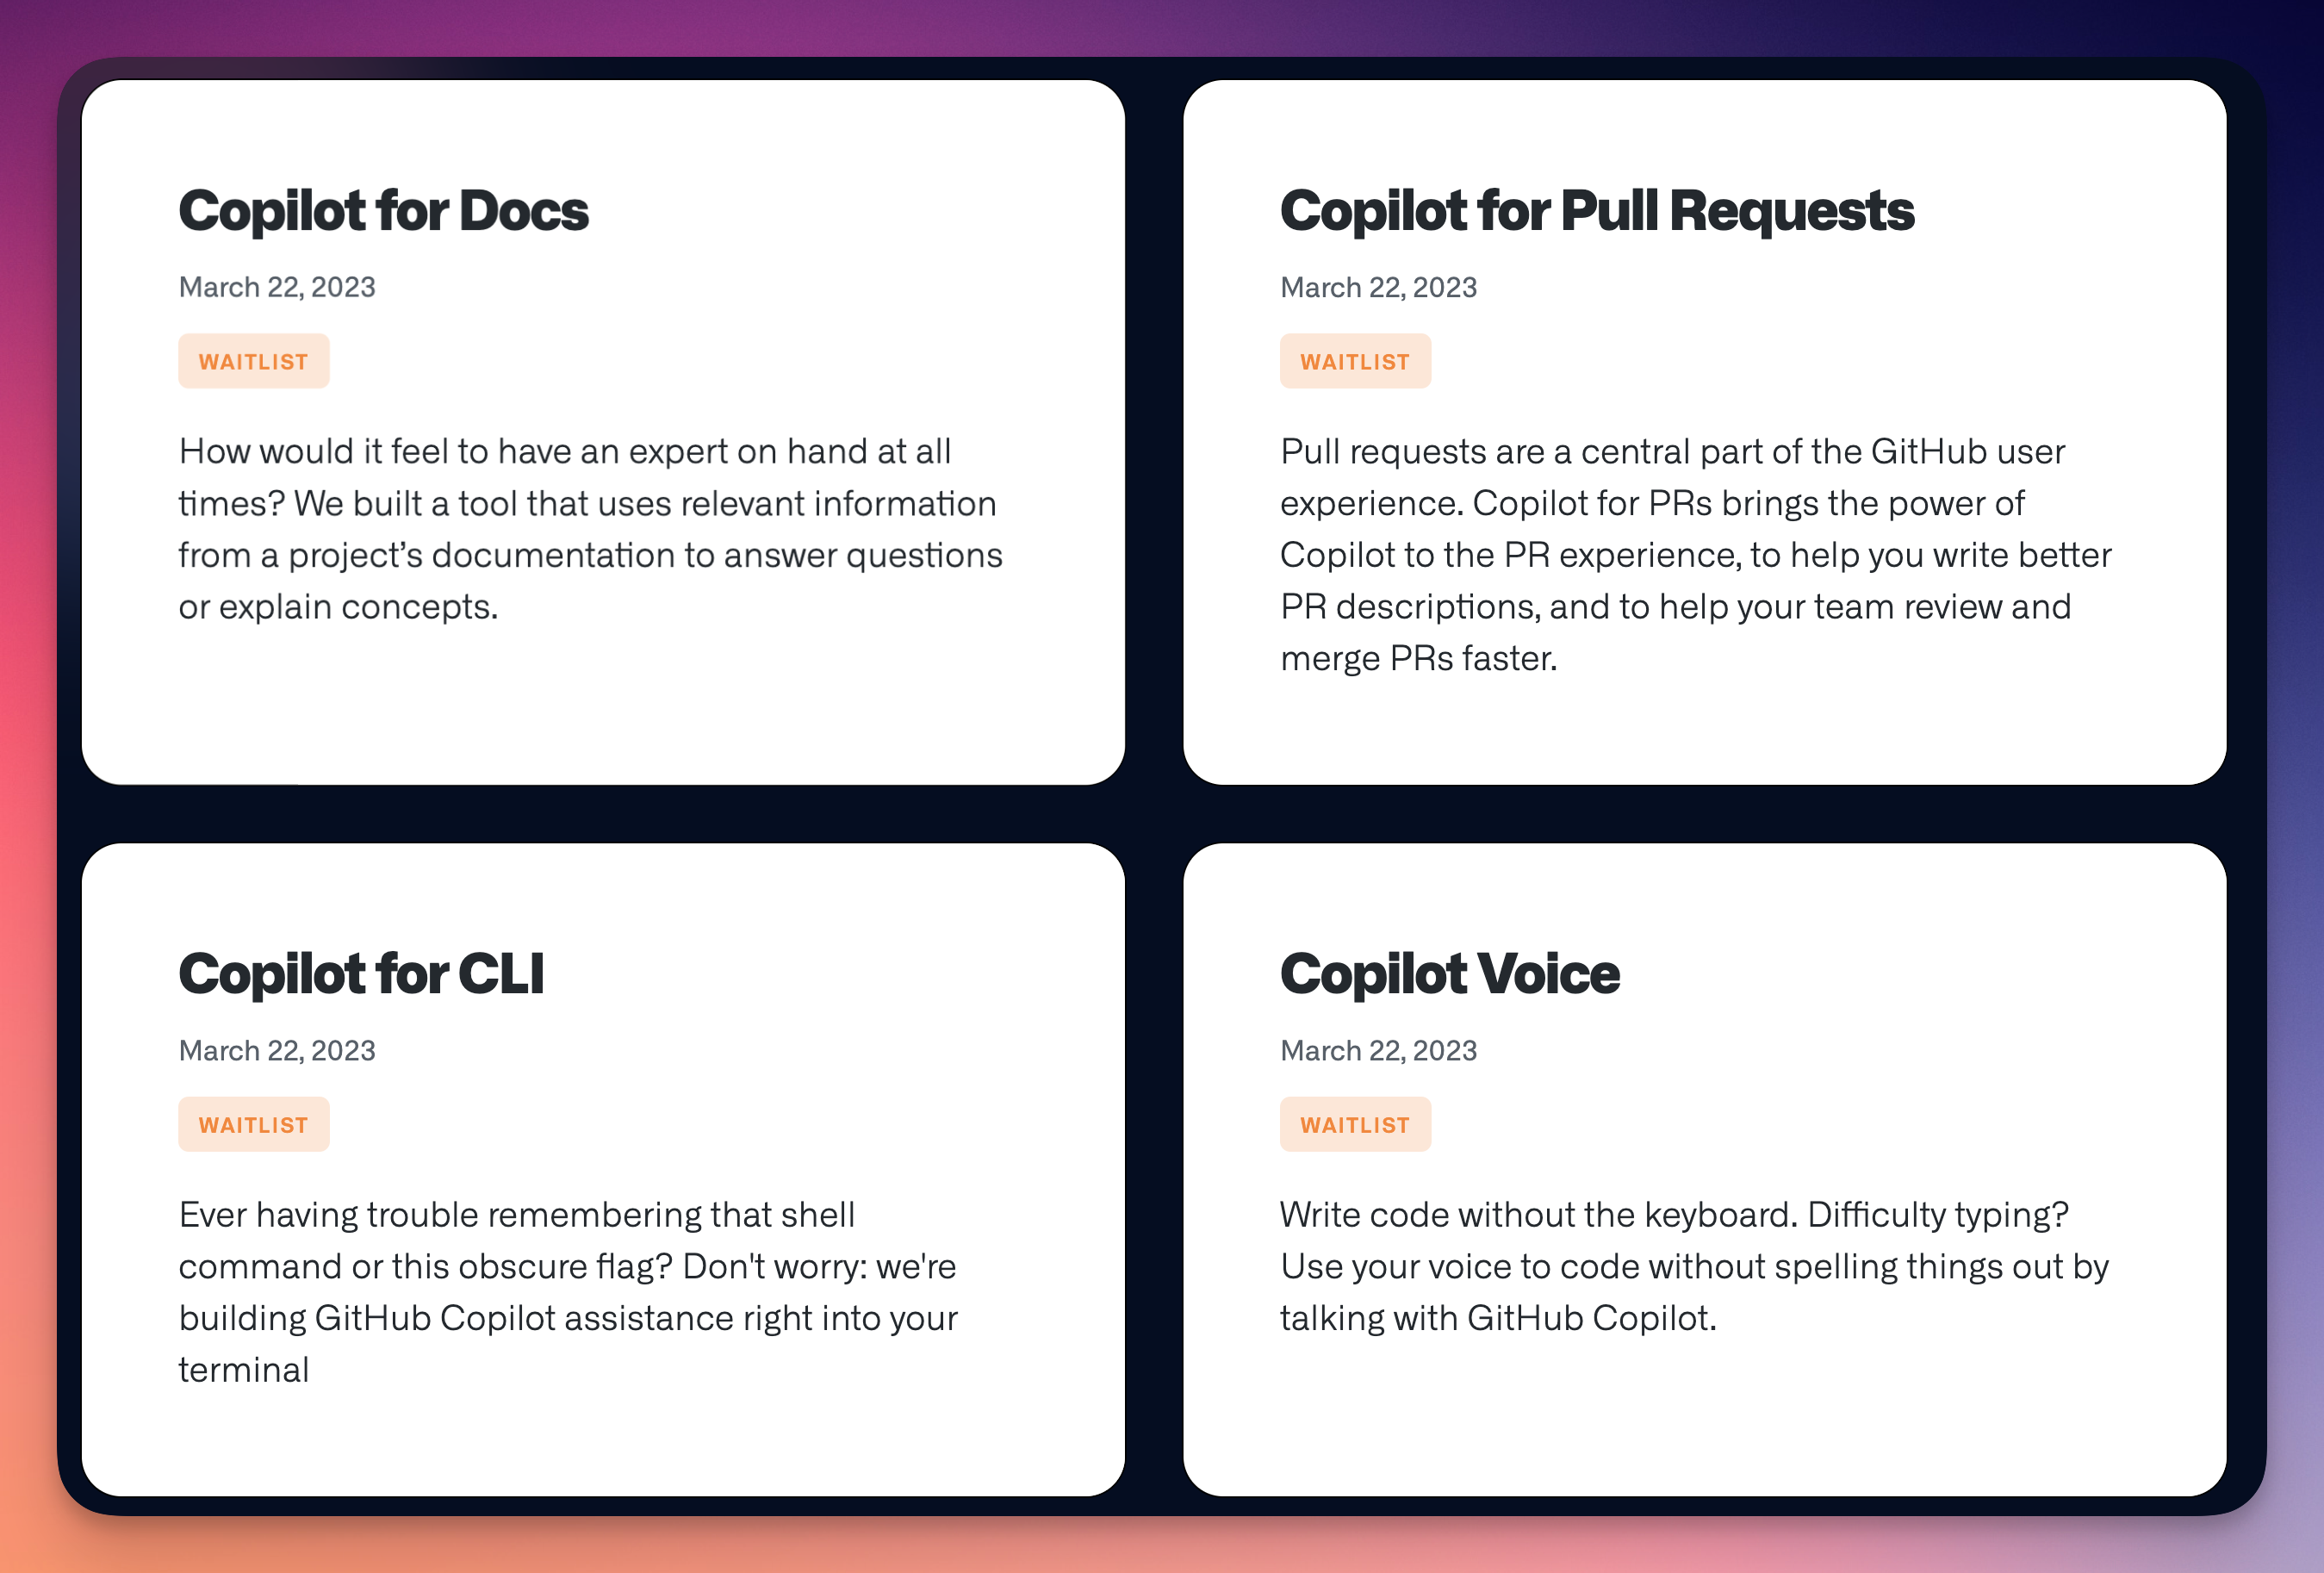 Copilot for Docs
March 22, 2023
WAITLIST
How would it feel to have an expert on hand at all
times? We built a tool that uses relevant information
from a project’s documentation to answer questions
or explain concepts.
Copilot for Pull Requests
March 22, 2023
WAITLIST
Pull requests are a central part of the GitHub user
experience. Copilot for PRs brings the power of
Copilot to the PR experience, to help you write better
PR descriptions, and to help your team review and
merge PRs faster.
Copilot for CLI
March 22, 2023
WAITLIST
Ever having trouble remembering that shell
command or this obscure flag? Don't worry: we're
building GitHub Copilot assistance right into your
terminal
Copilot Voice
March 22, 2023
WAITLIST
Write code without the keyboard. Difficulty typing?
Use your voice to code without spelling things out by
talking with GitHub Copilot.